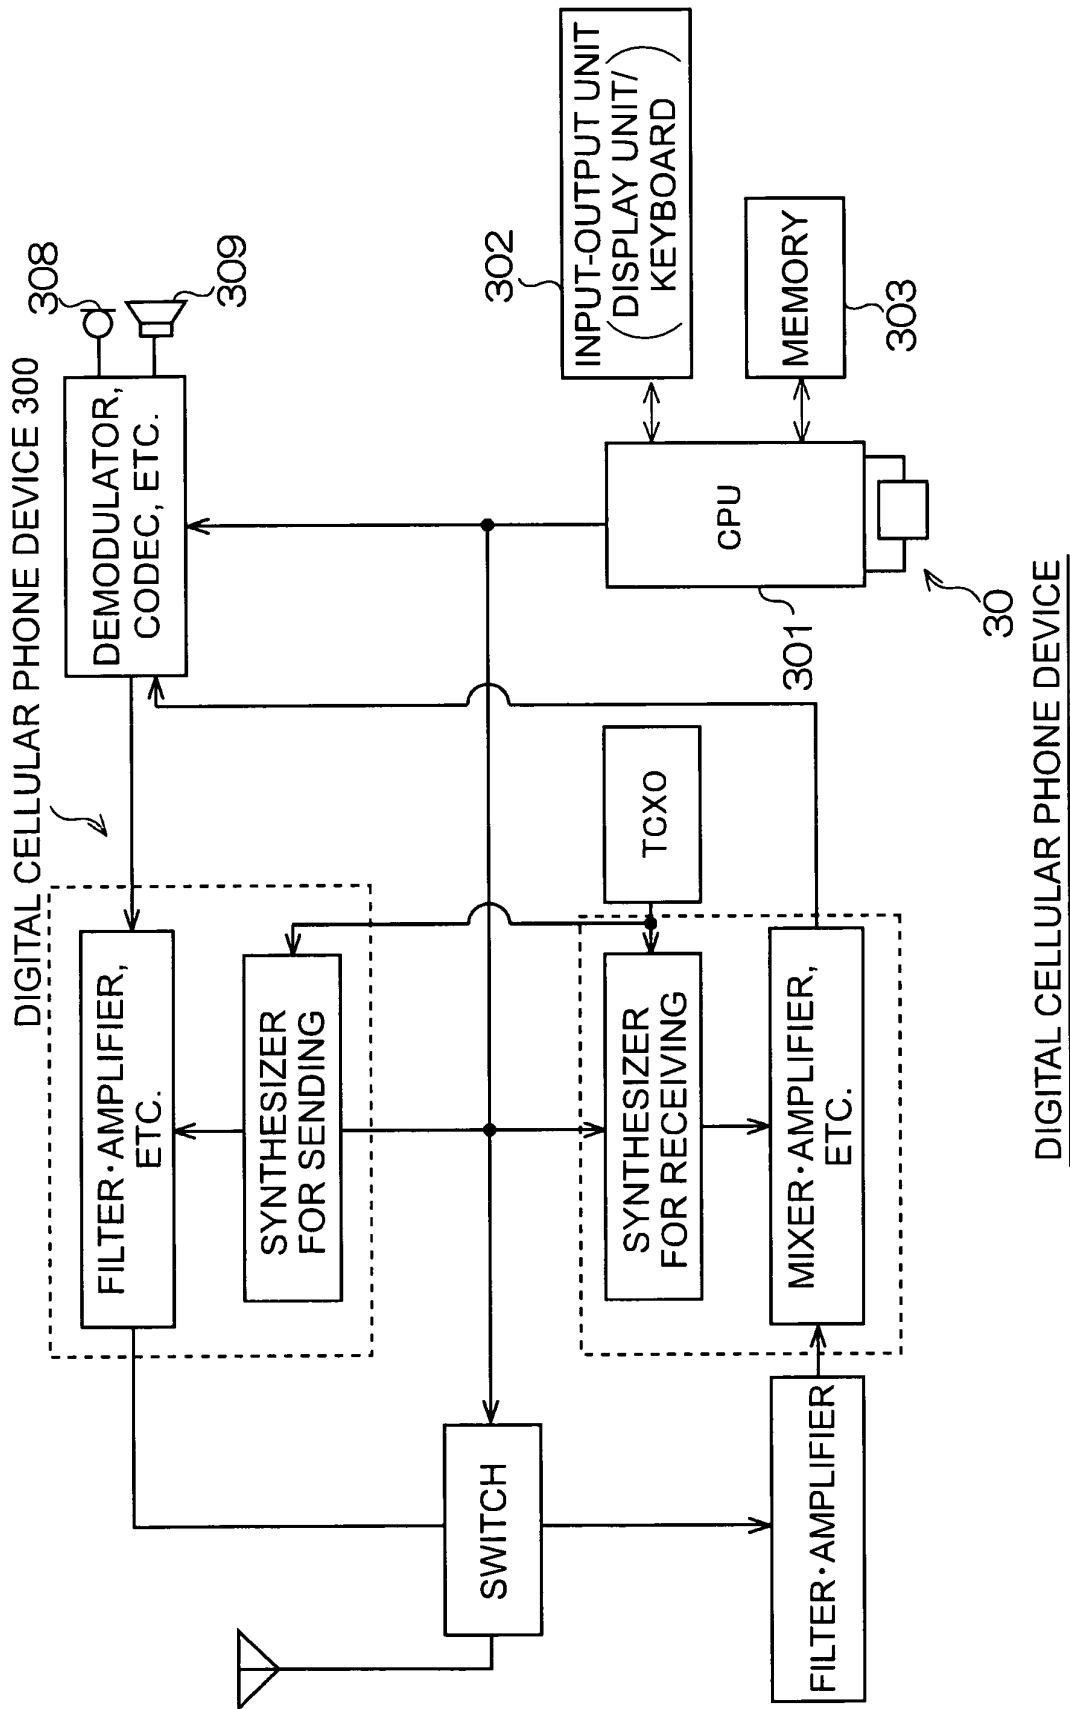 DIGITAL CELLULAR PHONE DEVICE 300
308
309
DEMODULATOR,
CODEC, ETC.
FILTER·AMPLIFIER,
ETC.
SYNTHESIZER
FOR SENDING
302
INPUT-OUTPUT UNIT
(DISPLAY UNIT/
KEYBOARD)
MEMORY
303
CPU
301
30
TCXO
SYNTHESIZER
FOR RECEIVING
MIXER·AMPLIFIER,
ETC.
SWITCH
FILTER·AMPLIFIER
DIGITAL CELLULAR PHONE DEVICE